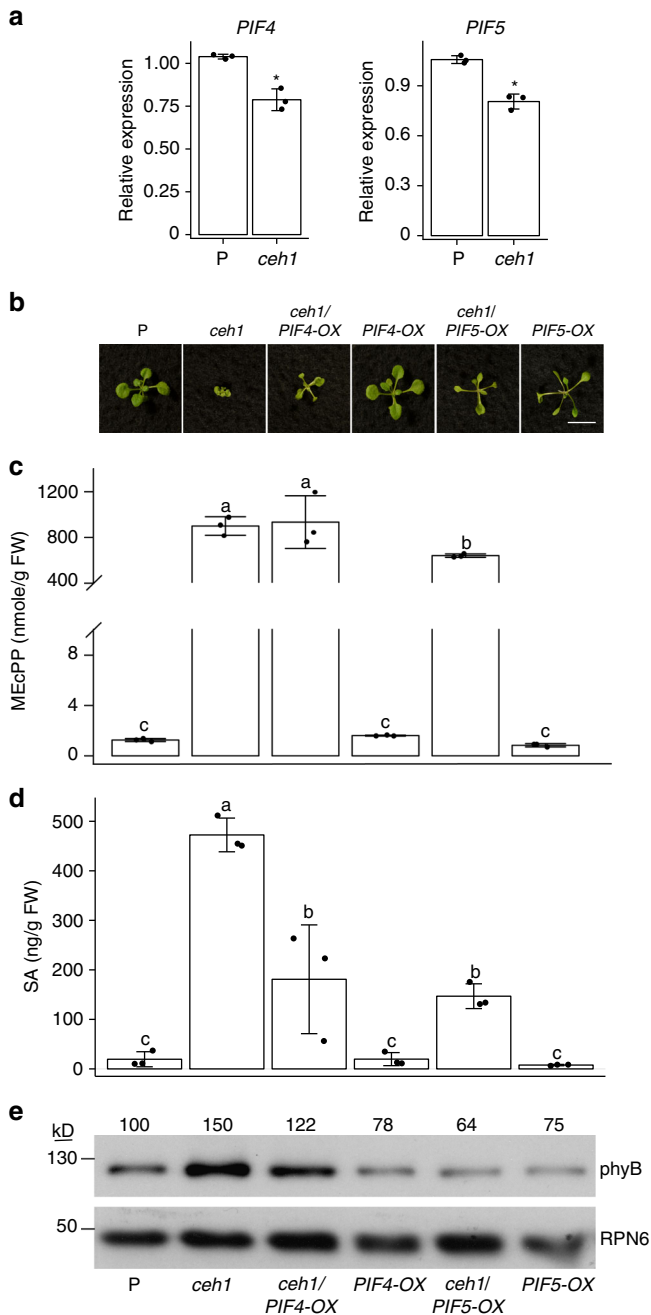 a
PIF4
PIF5
Relative expression
1.00
0.75
0.50
0.25
0
*
P
ceh1
Relative expression
0.9
0.6
0.3
0
*
P
ceh1
b
P
ceh1
ceh1/
PIF4-OX
PIF4-OX
ceh1/
PIF5-OX
PIF5-OX
c
MEcPP (nmole/g FW)
1200
800
400
8
4
0
c
a
a
c
b
c
d
SA (ng/g FW)
500
400
300
200
100
0
c
a
b
c
b
c
e
kD
100
150
122
78
64
75
130
phyB
50
RPN6
P
ceh1
ceh1/
PIF4-OX
PIF4-OX
ceh1/
PIF5-OX
PIF5-OX